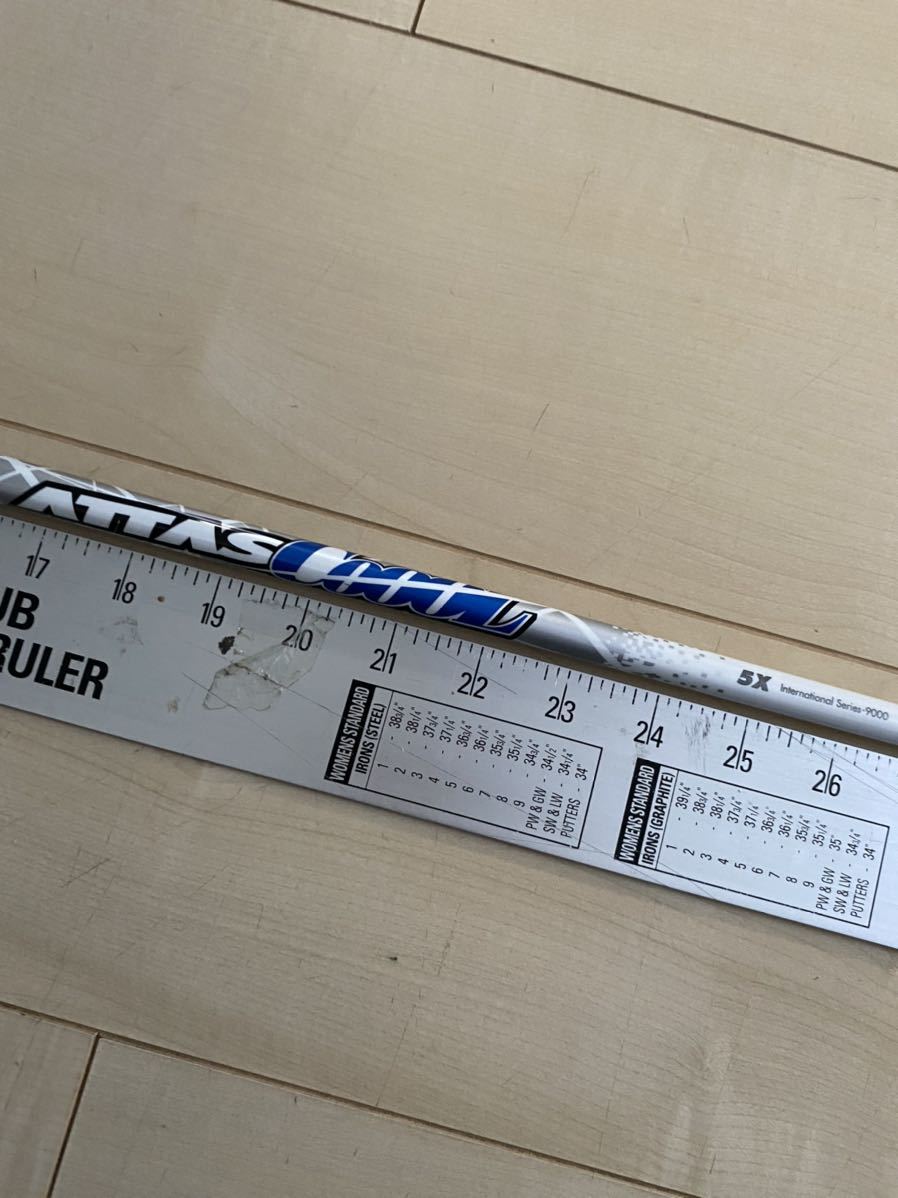 ATTAS COOOL
5X International Series-9000
17 18 19 20 21 22 23 24 25 26
UB
RULER
WOMENS STANDARD
IRONS (STEEL)
1 - 38 3/4"
2 - 38 1/4"
3 - 37 3/4"
4 - 37 1/4"
5 - 36 3/4"
6 - 36 1/4"
7 - 35 3/4"
8 - 35 1/4"
9 - 34 3/4"
PW & GW - 34 1/2"
SW & LW - 34 1/4"
PUTTERS - 34"
WOMENS STANDARD
IRONS (GRAPHITE)
1 - 39 1/4"
2 - 38 3/4"
3 - 38 1/4"
4 - 37 3/4"
5 - 37 1/4"
6 - 36 3/4"
7 - 36 1/4"
8 - 35 3/4"
9 - 35 1/4"
PW & GW - 35"
SW & LW - 34 3/4"
PUTTERS - 34"